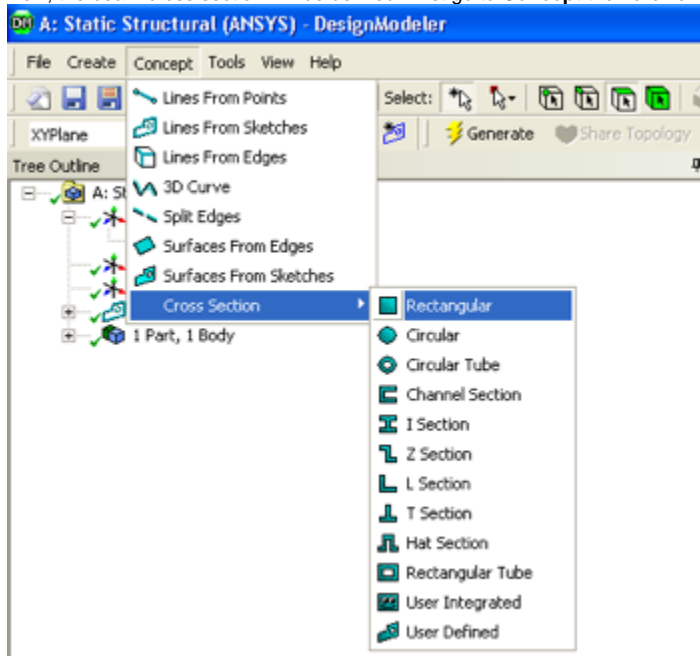 A: Static Structural (ANSYS) - DesignModeler
File Create Concept Tools View Help
Lines From Points
Select:
Lines From Sketches
XYPlane
Generate
Share Topology
Lines From Edges
Tree Outline
3D Curve
A: St
Split Edges
Surfaces From Edges
Surfaces From Sketches
Cross Section
Rectangular
1 Part, 1 Body
Circular
Circular Tube
Channel Section
I Section
Z Section
L Section
T Section
Hat Section
Rectangular Tube
User Integrated
User Defined